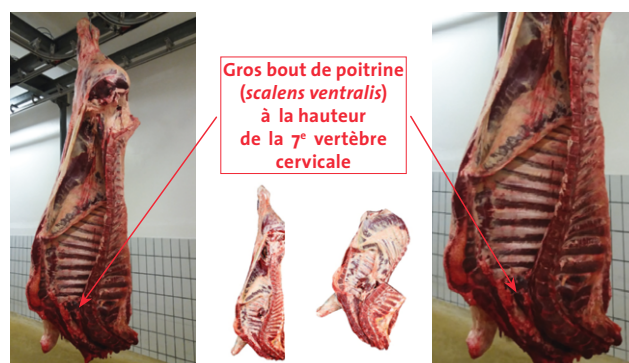 Gros bout de poitrine
(scalens ventralis)
à la hauteur
de la 7e vertèbre
cervicale